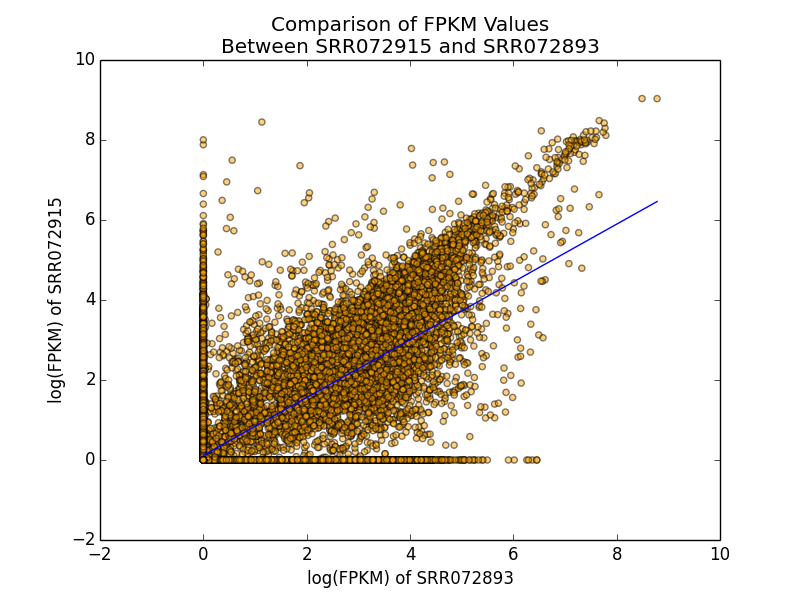 Comparison of FPKM Values
Between SRR072915 and SRR072893
10
8
6
4
2
0
−2
log(FPKM) of SRR072915
−2 0 2 4 6 8 10
log(FPKM) of SRR072893